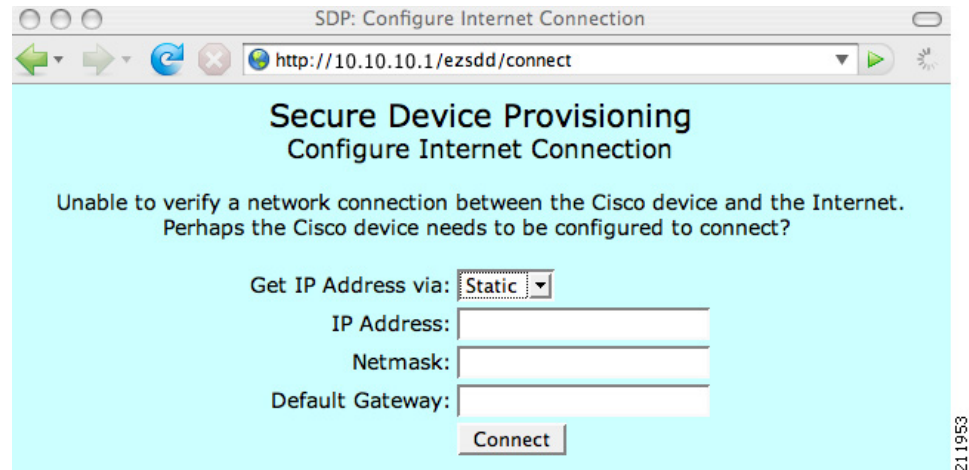 SDP: Configure Internet Connection
http://10.10.10.1/ezsdd/connect
Secure Device Provisioning
Configure Internet Connection
Unable to verify a network connection between the Cisco device and the Internet.
Perhaps the Cisco device needs to be configured to connect?
Get IP Address via: Static
IP Address:
Netmask:
Default Gateway:
Connect
211953